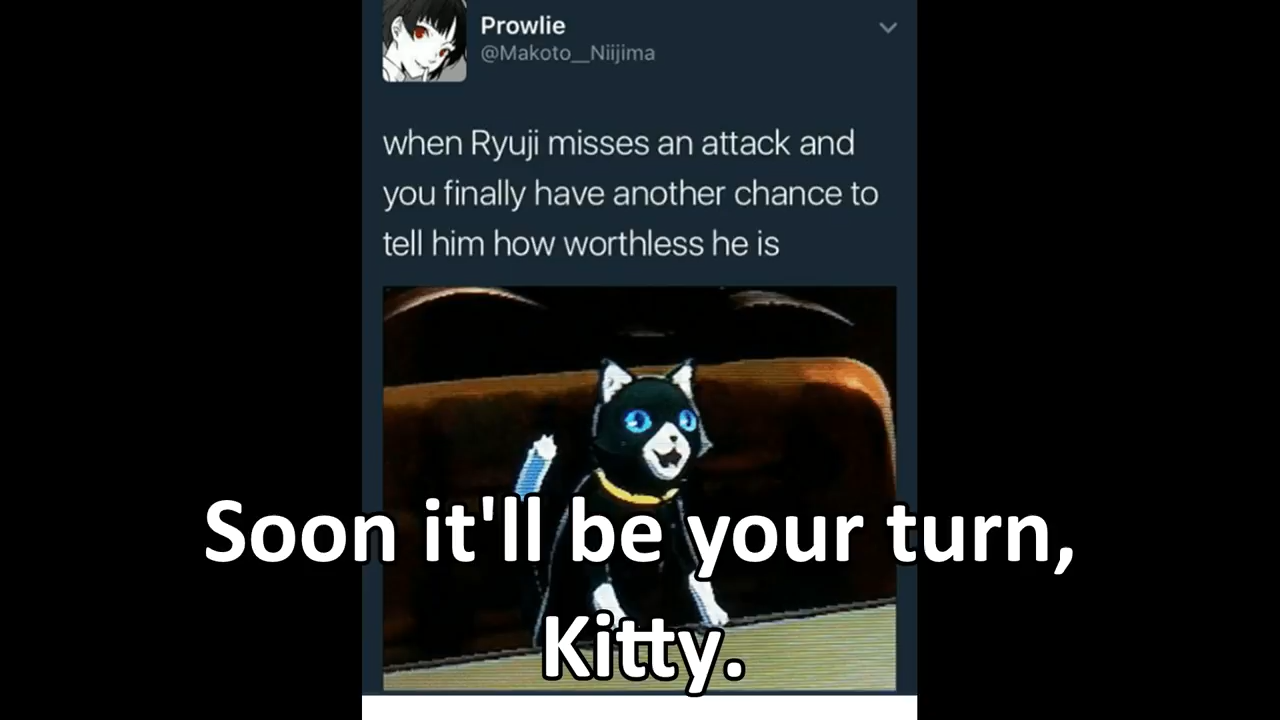 Prowlie
@Makoto__Niijima
when Ryuji misses an attack and
you finally have another chance to
tell him how worthless he is
Soon it'll be your turn,
Kitty.